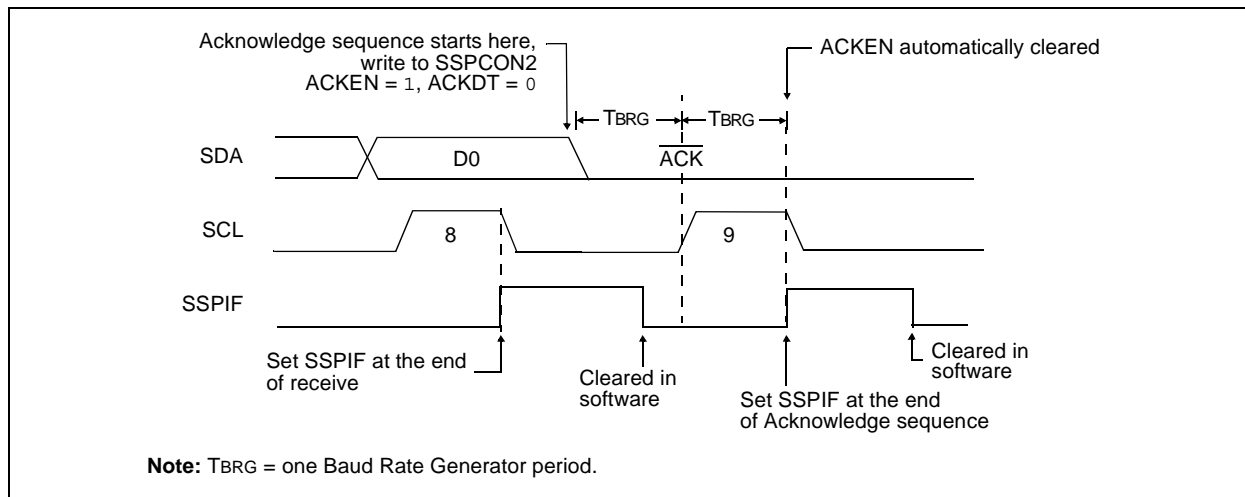 Acknowledge sequence starts here,
write to SSPCON2
ACKEN = 1, ACKDT = 0
ACKEN automatically cleared
TBRG
TBRG
SDA
D0
ACK
SCL
8
9
SSPIF
Set SSPIF at the end
of receive
Cleared in
software
Set SSPIF at the end
of Acknowledge sequence
Cleared in
software
Note: TBRG = one Baud Rate Generator period.